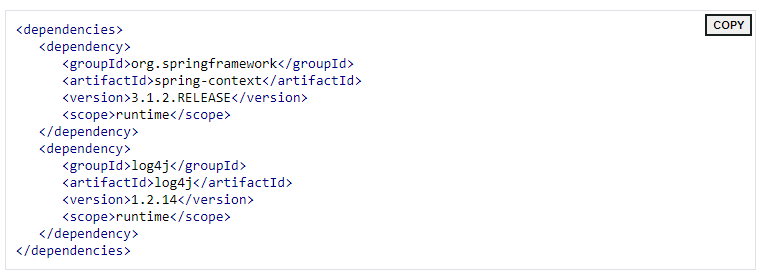 COPY
<dependencies>
   <dependency>
      <groupId>org.springframework</groupId>
      <artifactId>spring-context</artifactId>
      <version>3.1.2.RELEASE</version>
      <scope>runtime</scope>
   </dependency>
   <dependency>
      <groupId>log4j</groupId>
      <artifactId>log4j</artifactId>
      <version>1.2.14</version>
      <scope>runtime</scope>
   </dependency>
</dependencies>